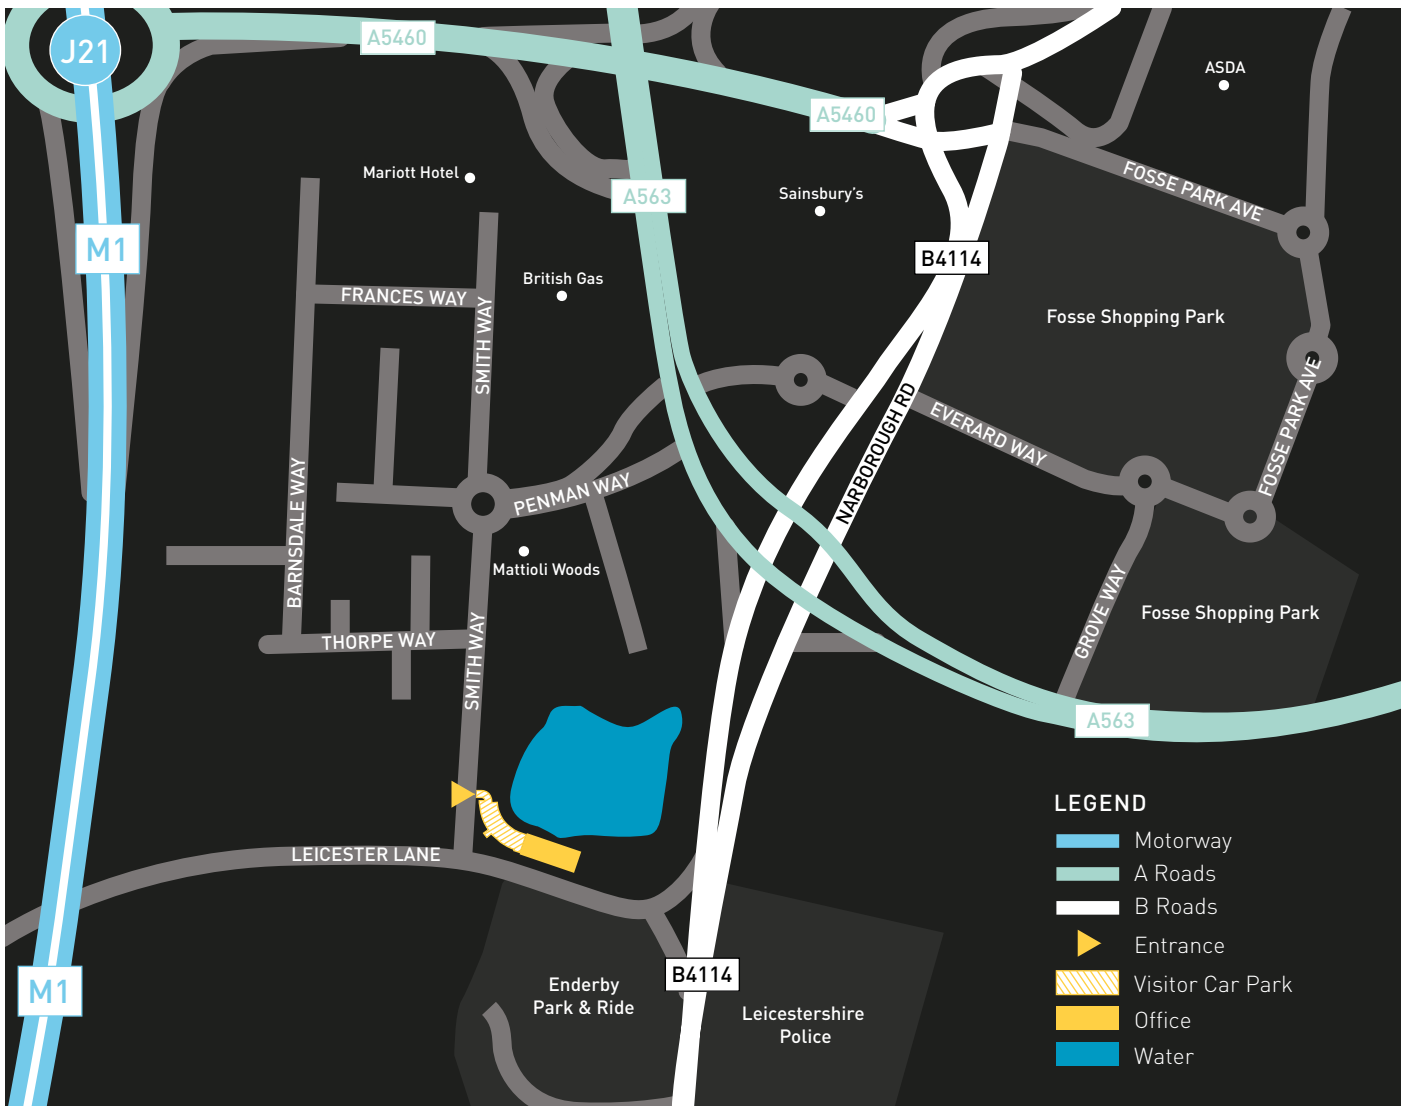 J21
A5460
A5460
ASDA
Mariott Hotel
A563
Sainsbury's
FOSSE PARK AVE
M1
B4114
British Gas
FRANCES WAY
SMITH WAY
Fosse Shopping Park
NARBOROUGH RD
EVERARD WAY
FOSSE PARK AVE
BARNSDALE WAY
PENMAN WAY
Mattioli Woods
GROVE WAY
Fosse Shopping Park
THORPE WAY
SMITH WAY
A563
LEICESTER LANE
LEGEND
Motorway
A Roads
B Roads
Entrance
Visitor Car Park
Office
Water
M1
B4114
Enderby
Park & Ride
Leicestershire
Police